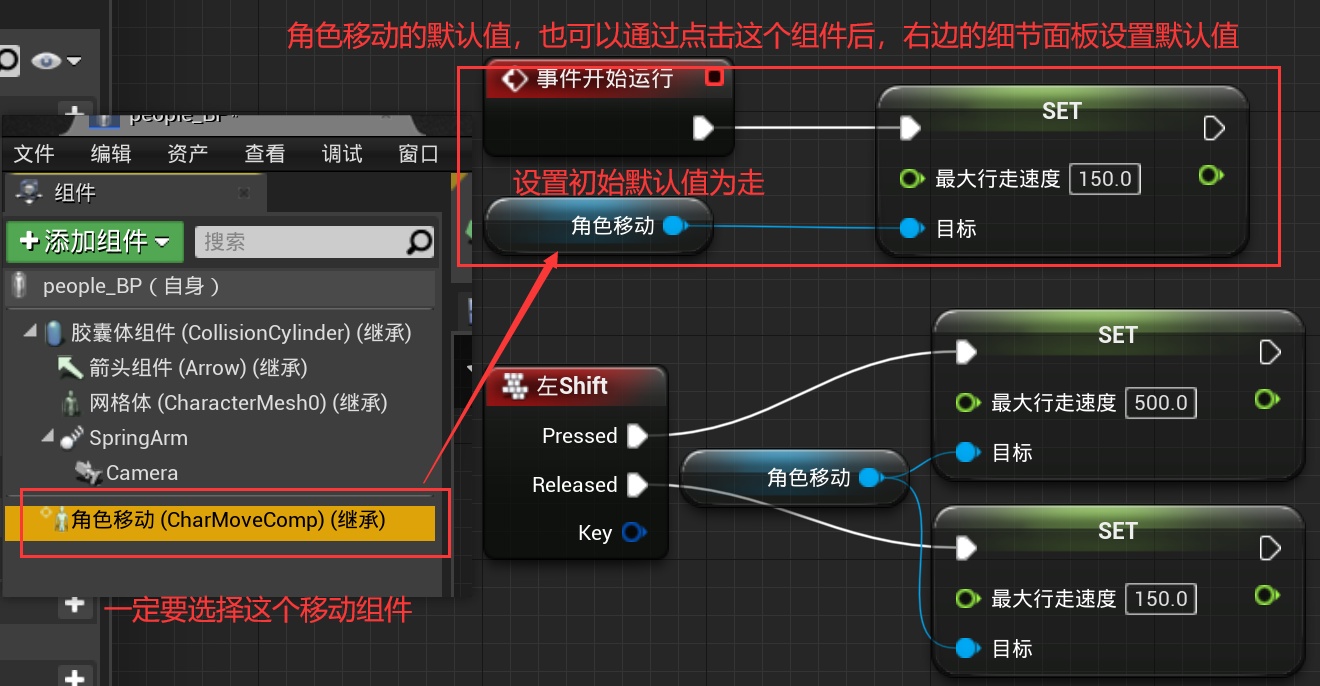 角色移动的默认值，也可以通过点击这个组件后，右边的细节面板设置默认值
people_BP*
文件 编辑 资产 查看 调试 窗口
组件
添加组件 搜索
people_BP（自身）
胶囊体组件 (CollisionCylinder) (继承)
箭头组件 (Arrow) (继承)
网格体 (CharacterMesh0) (继承)
SpringArm
Camera
角色移动 (CharMoveComp) (继承)
一定要选择这个移动组件
事件开始运行
设置初始默认值为走
角色移动
SET
最大行走速度 150.0
目标
左Shift
Pressed
Released
Key
角色移动
SET
最大行走速度 500.0
目标
SET
最大行走速度 150.0
目标